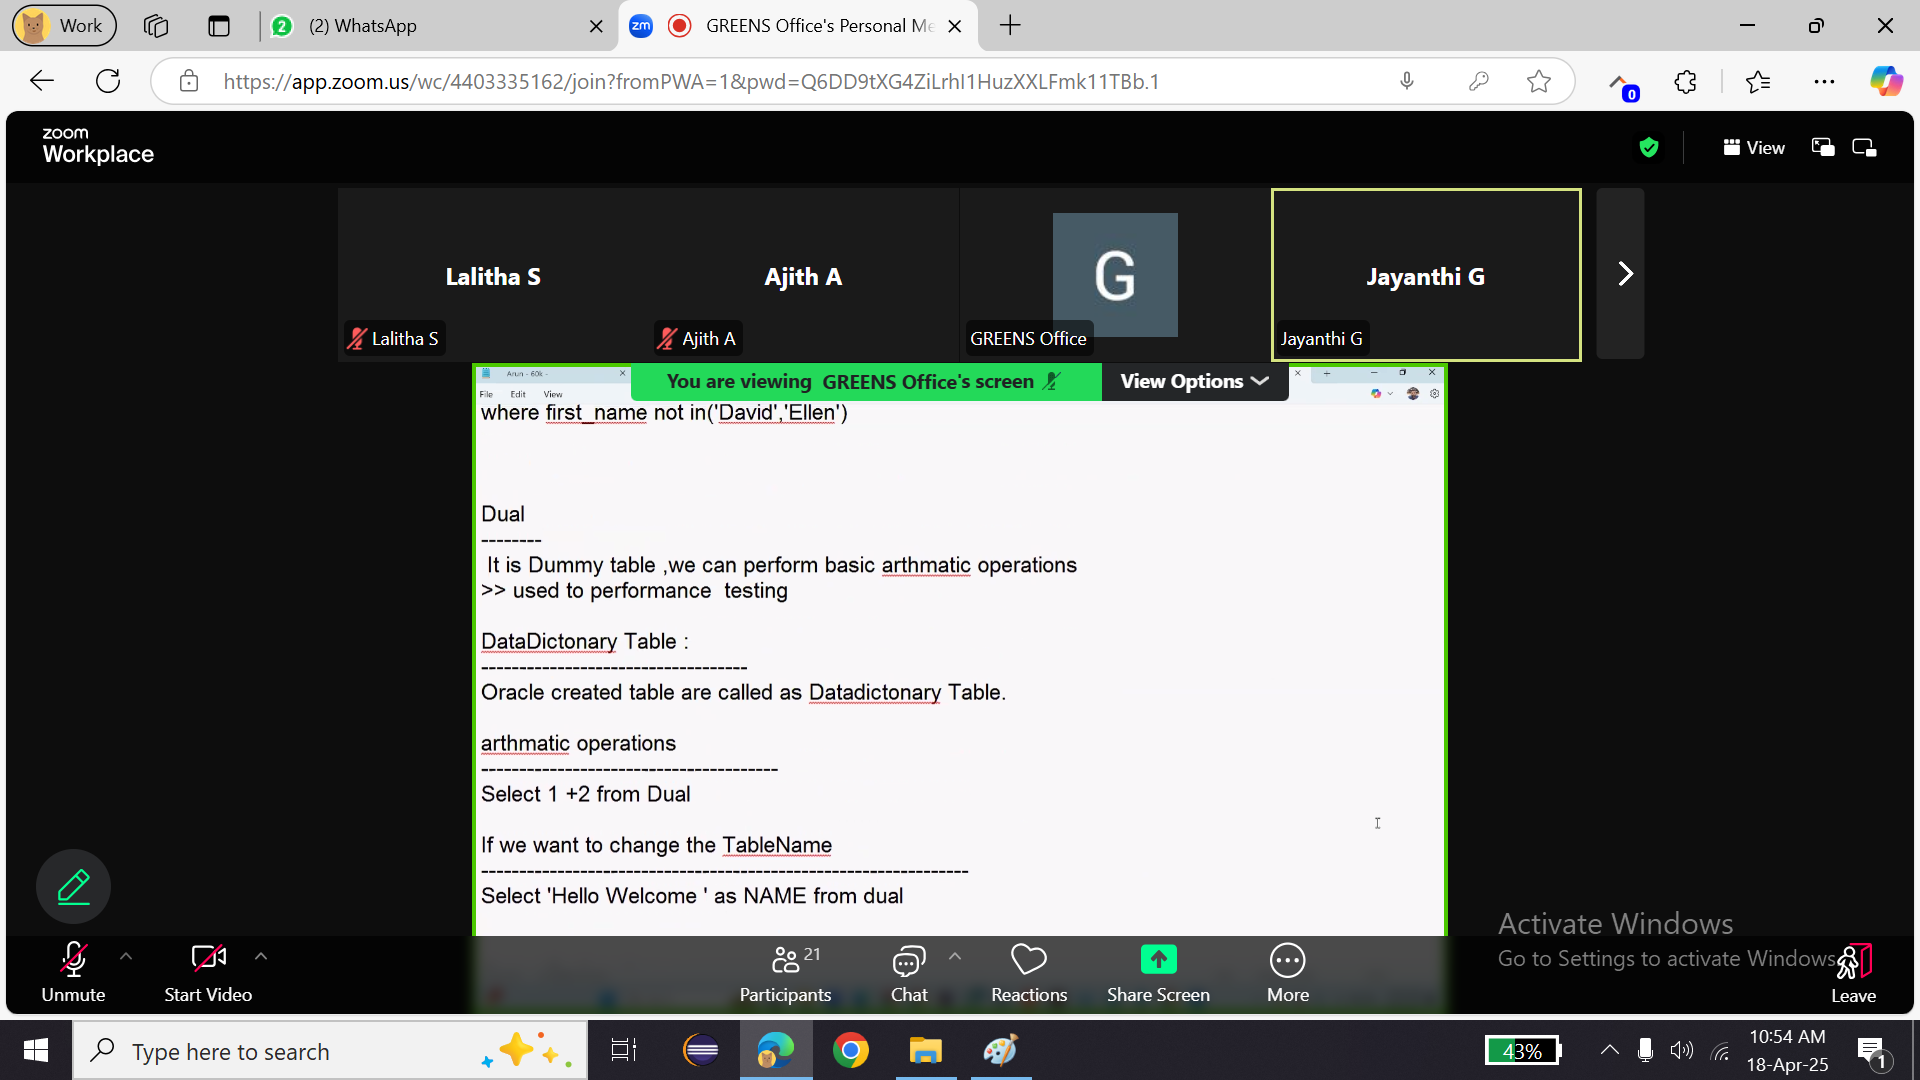 Work
2
(2) WhatsApp
zm
GREENS Office's Personal Me
https://app.zoom.us/wc/4403335162/join?fromPWA=1&pwd=Q6DD9tXG4ZiLrhI1HuzXXLFmk11TBb.1
0
zoom
Workplace
View
Lalitha S
Ajith A
G
Jayanthi G
Lalitha S
Ajith A
GREENS Office
Jayanthi G
Arun - 60k -
You are viewing GREENS Office's screen
View Options
File Edit View
where first_name not in('David','Ellen')
Dual
--------
It is Dummy table ,we can perform basic arthmatic operations
>> used to performance  testing
DataDictonary Table :
-----------------------------------
Oracle created table are called as Datadictonary Table.
arthmatic operations
---------------------------------------
Select 1 +2 from Dual
If we want to change the TableName
----------------------------------------------------------------
Select 'Hello Welcome ' as NAME from dual
Activate Windows
Go to Settings to activate Windows.
21
Unmute
Start Video
Participants
Chat
Reactions
Share Screen
More
Leave
Type here to search
43%
10:54 AM
18-Apr-25
1